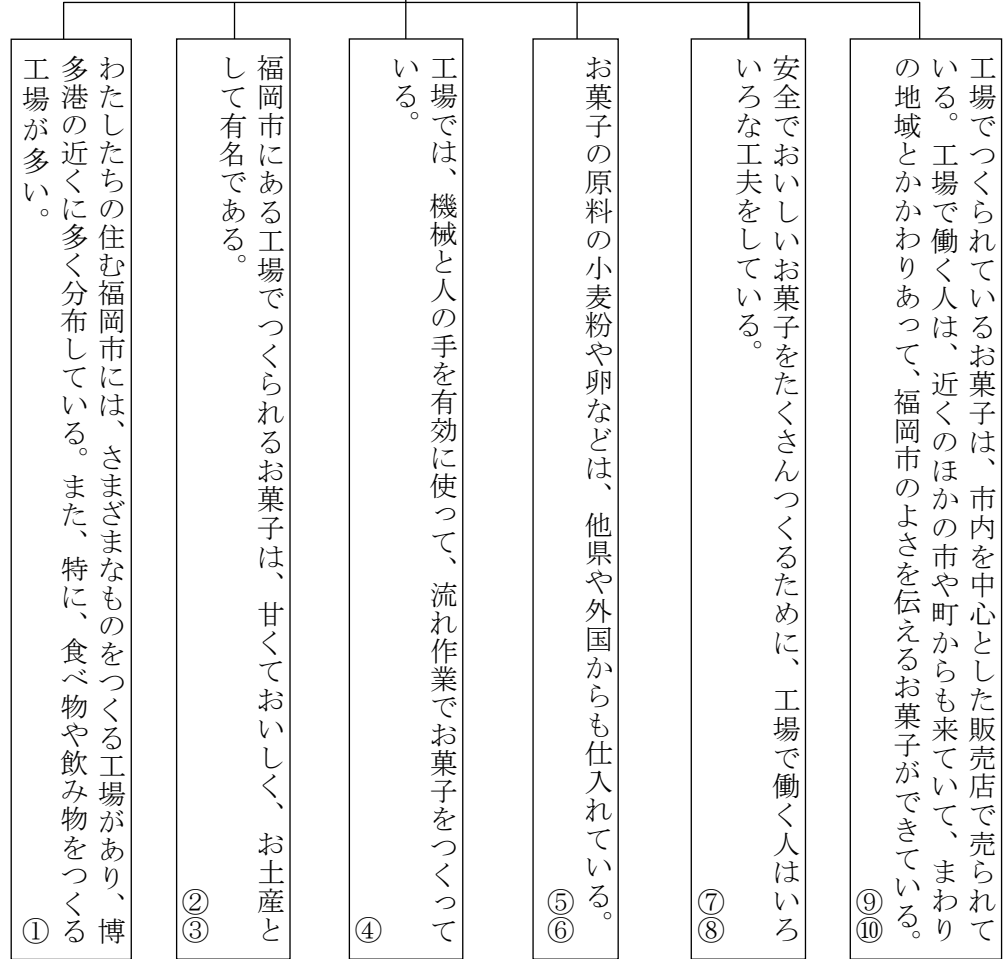 工場でつくられているお菓子は、市内を中心とした販売店で売られて
いる。工場で働く人は、近くのほかの市や町からも来ていて、まわり
の地域とかかわりあって、福岡市のよさを伝えるお菓子ができている。
⑨⑩
安全でおいしいお菓子をたくさんつくるために、工場で働く人はいろ
いろな工夫をしている。
⑦⑧
お菓子の原料の小麦粉や卵などは、他県や外国からも仕入れている。
⑤⑥
工場では、機械と人の手を有効に使って、流れ作業でお菓子をつくって
いる。
④
福岡市にある工場でつくられるお菓子は、甘くておいしく、お土産と
して有名である。
②③
わたしたちの住む福岡市には、さまざまなものをつくる工場があり、博
多港の近くに多く分布している。また、特に、食べ物や飲み物をつくる
工場が多い。
①